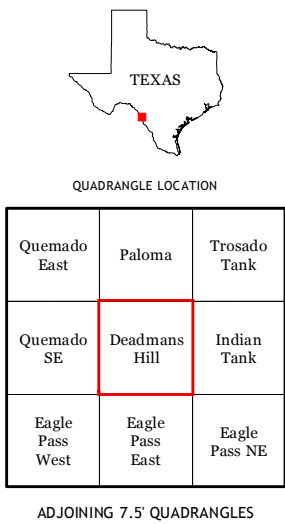 TEXAS
QUADRANGLE LOCATION
Quemado
East
Paloma
Trosado
Tank
Quemado
SE
Deadmans
Hill
Indian
Tank
Eagle
Pass
West
Eagle
Pass
East
Eagle
Pass NE
ADJOINING 7.5' QUADRANGLES